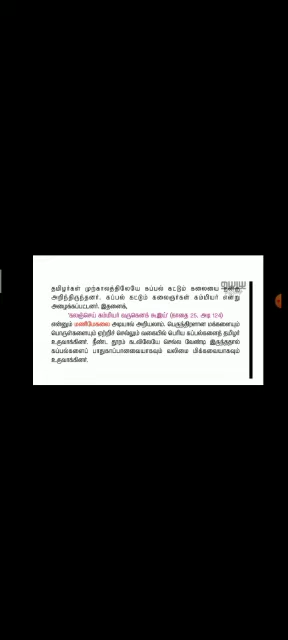 தமிழர்கள் முற்காலத்திலேயே கப்பல் கட்டும் கலையை நன்கு
அறிந்திருந்தனர். கப்பல் கட்டும் கலைஞர்கள் கம்மியர் என்று
அழைக்கப்பட்டனர். இதனைக்,
'கலஞ்செய் கம்மியர் வருகெனக் கூஇய்' (காதை 25, அடி 124)
என்னும் மணிமேகலை அடியால் அறியலாம். பெருந்திரளான மக்களையும்
பொருள்களையும் ஏற்றிச் செல்லும் வகையில் பெரிய கப்பல்களைத் தமிழர்
உருவாக்கினர். நீண்ட தூரம் கடலிலேயே செல்ல வேண்டி இருந்ததால்
கப்பல்களைப் பாதுகாப்பானவையாகவும் வலிமை மிக்கவையாகவும்
உருவாக்கினர்.